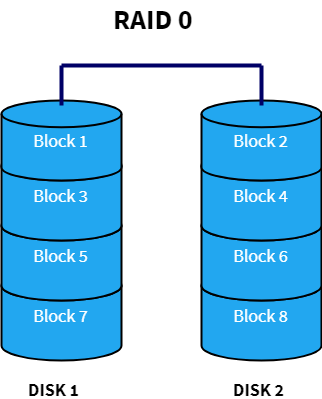 RAID 0
Block 1
Block 2
Block 3
Block 4
Block 5
Block 6
Block 7
Block 8
DISK 1
DISK 2